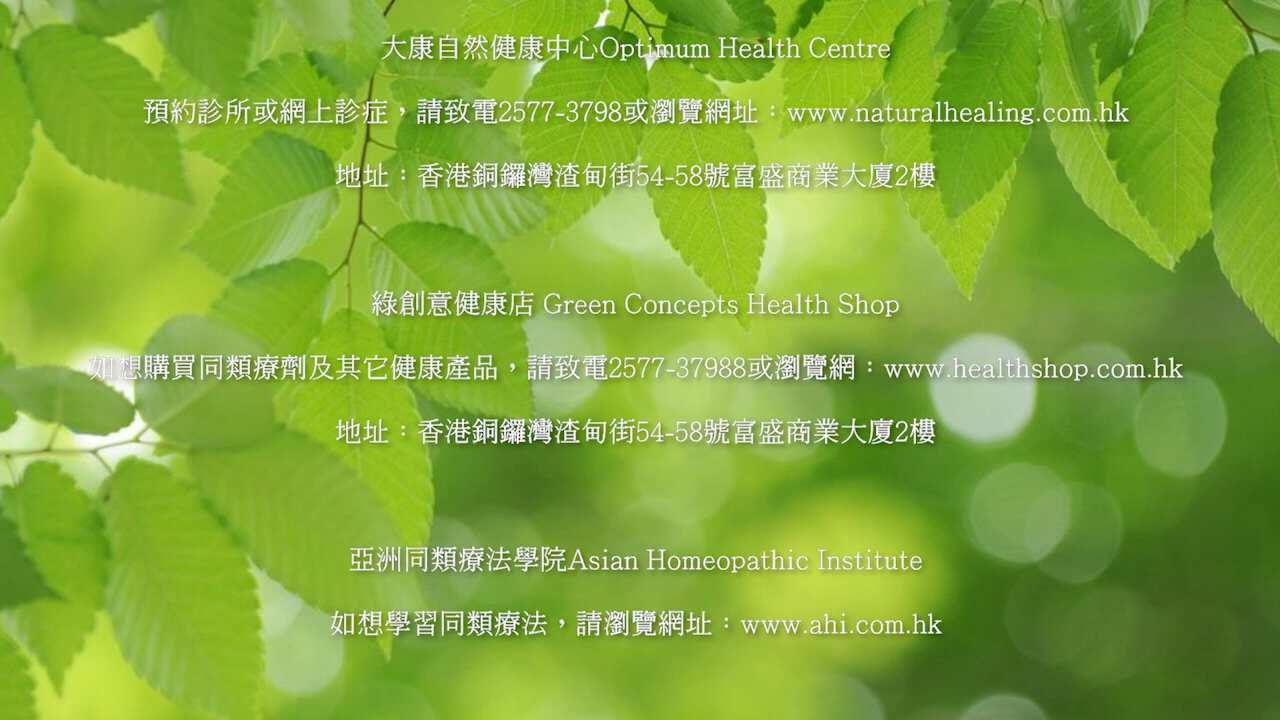 大康自然健康中心Optimum Health Centre
預約診所或網上診症，請致電2577-3798或瀏覽網址：www.naturalhealing.com.hk
地址：香港銅鑼灣渣甸街54-58號富盛商業大廈2樓
綠創意健康店 Green Concepts Health Shop
如想購買同類療劑及其它健康產品，請致電2577-37988或瀏覽網：www.healthshop.com.hk
地址：香港銅鑼灣渣甸街54-58號富盛商業大廈2樓
亞洲同類療法學院Asian Homeopathic Institute
如想學習同類療法，請瀏覽網址：www.ahi.com.hk